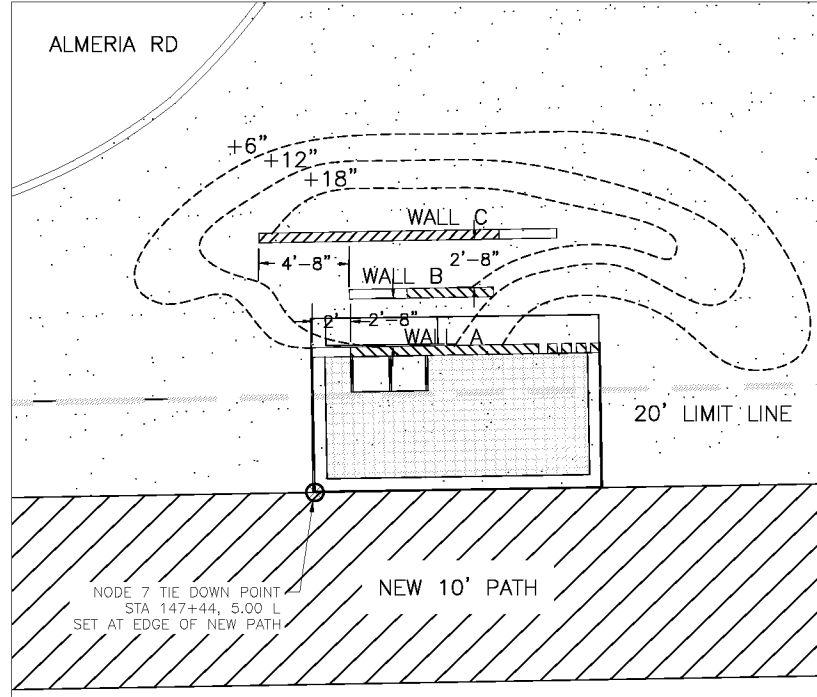 ALMERIA RD
+6”
+12”
+18”
WALL C
4'-8”
WALL B
2'-8”
2'
2'-8”
WALL A
20' LIMIT LINE
NODE 7 TIE DOWN POINT
STA 147+44, 5.00 L
SET AT EDGE OF NEW PATH
NEW 10' PATH